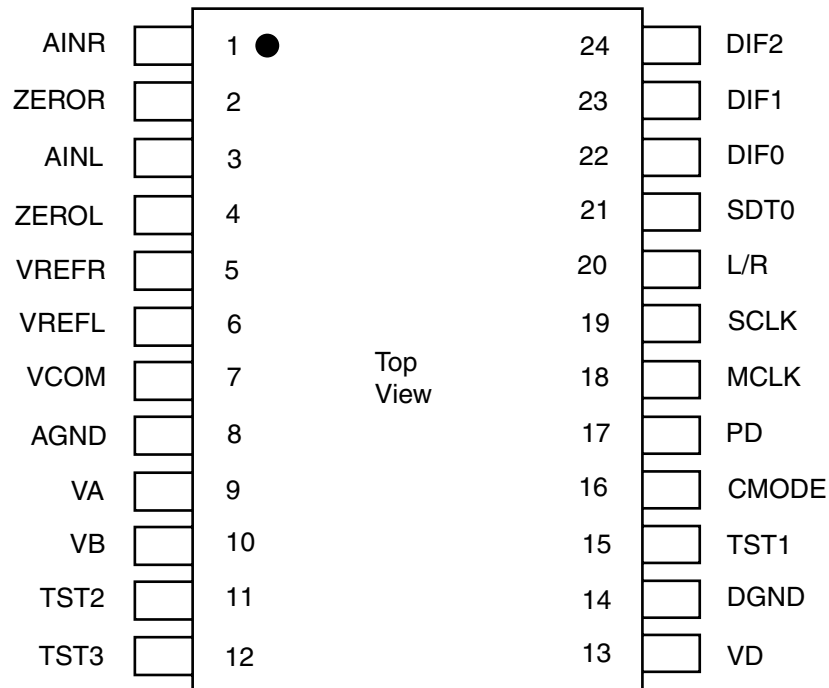 AINR 1 24 DIF2
ZEROR 2 23 DIF1
AINL 3 22 DIF0
ZEROL 4 21 SDT0
VREFR 5 20 L/R
VREFL 6 19 SCLK
VCOM 7 Top View 18 MCLK
AGND 8 17 PD
VA 9 16 CMODE
VB 10 15 TST1
TST2 11 14 DGND
TST3 12 13 VD